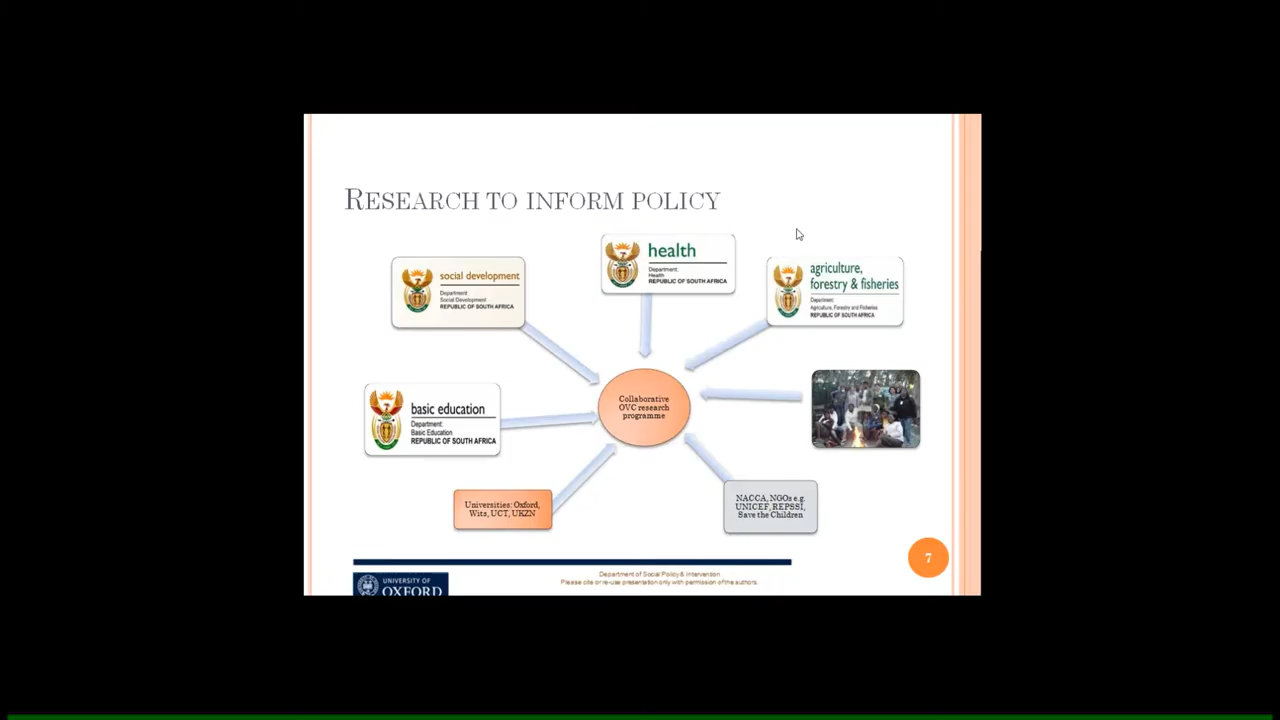 RESEARCH TO INFORM POLICY
health
Department:
Health
REPUBLIC OF SOUTH AFRICA
social development
Department:
Social Development
REPUBLIC OF SOUTH AFRICA
agriculture,
forestry & fisheries
Department:
Agriculture, Forestry and Fisheries
REPUBLIC OF SOUTH AFRICA
Collaborative
OVC research
programme
basic education
Department:
Basic Education
REPUBLIC OF SOUTH AFRICA
Universities: Oxford,
Wits, UCT, UKZN
NACCA, NGOs e.g.
UNICEF, REPSSI,
Save the Children
7
Department of Social Policy & Intervention
Please cite or re-use presentation only with permission of the authors.
UNIVERSITY OF
OXFORD